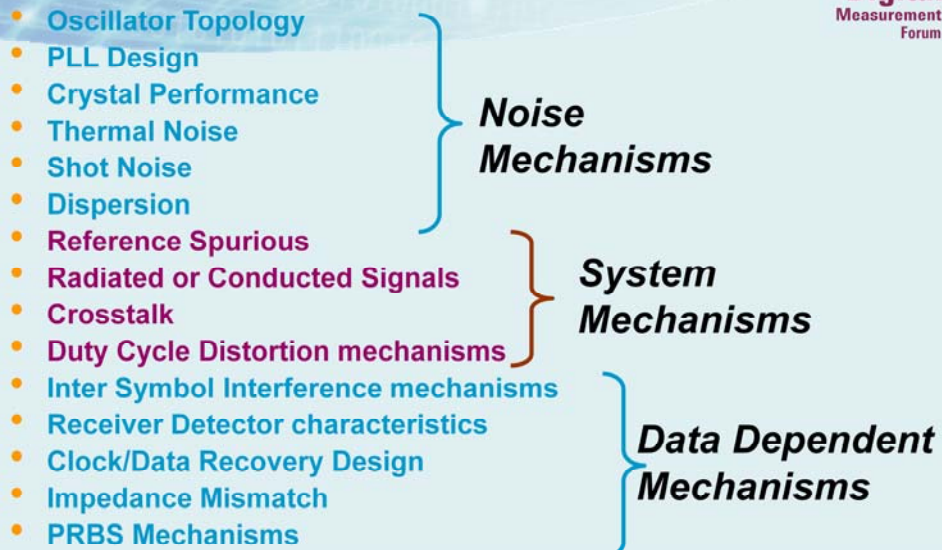 Measurement
Forum
• Oscillator Topology
• PLL Design
• Crystal Performance
• Thermal Noise
• Shot Noise
• Dispersion
Noise
Mechanisms
• Reference Spurious
• Radiated or Conducted Signals
• Crosstalk
• Duty Cycle Distortion mechanisms
System
Mechanisms
• Inter Symbol Interference mechanisms
• Receiver Detector characteristics
• Clock/Data Recovery Design
• Impedance Mismatch
• PRBS Mechanisms
Data Dependent
Mechanisms